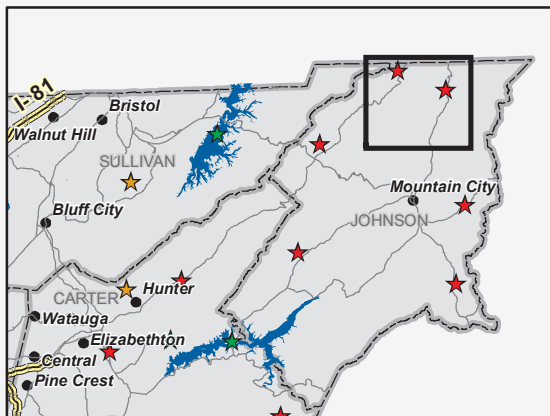 I-81
Bristol
Walnut Hill
SULLIVAN
Mountain City
Bluff City
JOHNSON
Hunter
CARTER
Watauga
Elizabethton
Central
Pine Crest